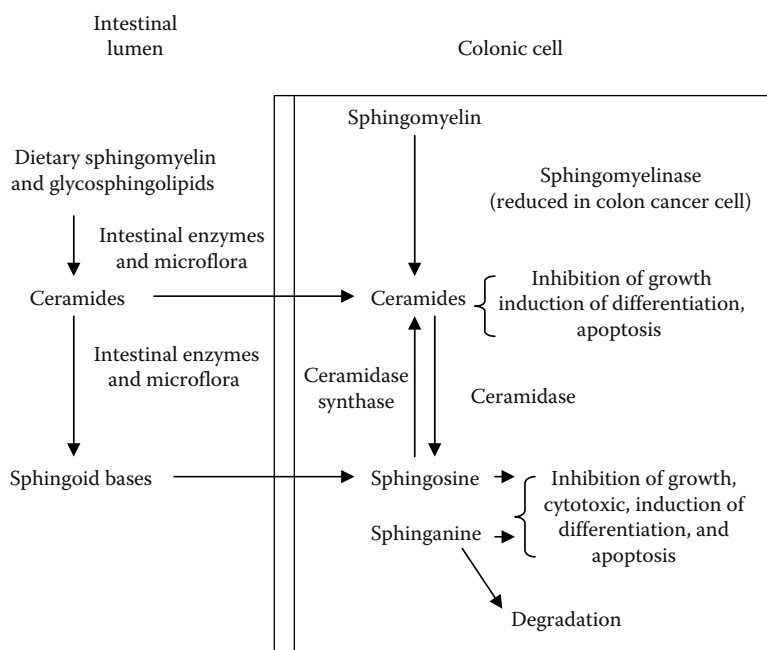 Intestinal
lumen
Colonic cell
Sphingomyelin
Dietary sphingomyelin
and glycosphingolipids
Sphingomyelinase
(reduced in colon cancer cell)
Intestinal enzymes
and microflora
Ceramides
Ceramides
Inhibition of growth
induction of differentiation,
apoptosis
Intestinal enzymes
and microflora
Ceramidase
synthase
Ceramidase
Sphingoid bases
Sphingosine
Sphinganine
Inhibition of growth,
cytotoxic, induction of
differentiation, and
apoptosis
Degradation